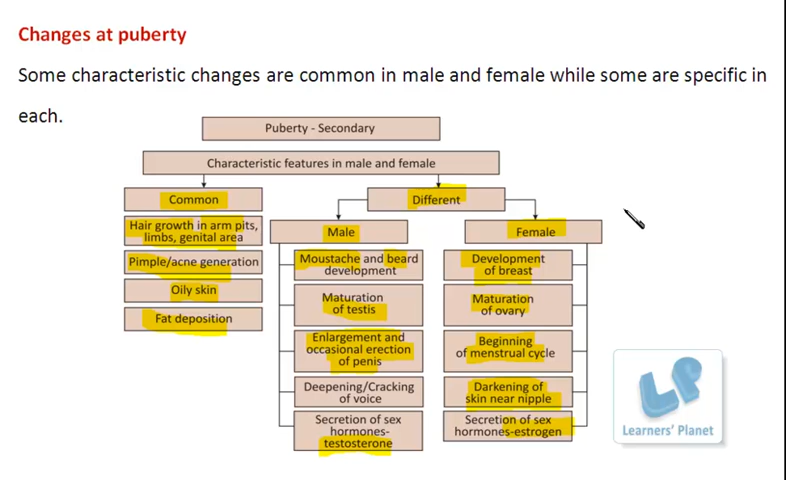 Changes at puberty
Some characteristic changes are common in male and female while some are specific in
each.
Puberty - Secondary
Characteristic features in male and female
Common
Hair growth in arm pits,
limbs, genital area
Pimple/acne generation
Oily skin
Fat deposition
Different
Male
Moustache and beard
development
Maturation
of testis
Enlargement and
occasional erection
of penis
Deepening/Cracking
of voice
Secretion of sex
hormones-
testosterone
Female
Development
of breast
Maturation
of ovary
Beginning
of menstrual cycle
Darkening of
skin near nipple
Secretion of sex
hormones-estrogen
LP
Learners' Planet